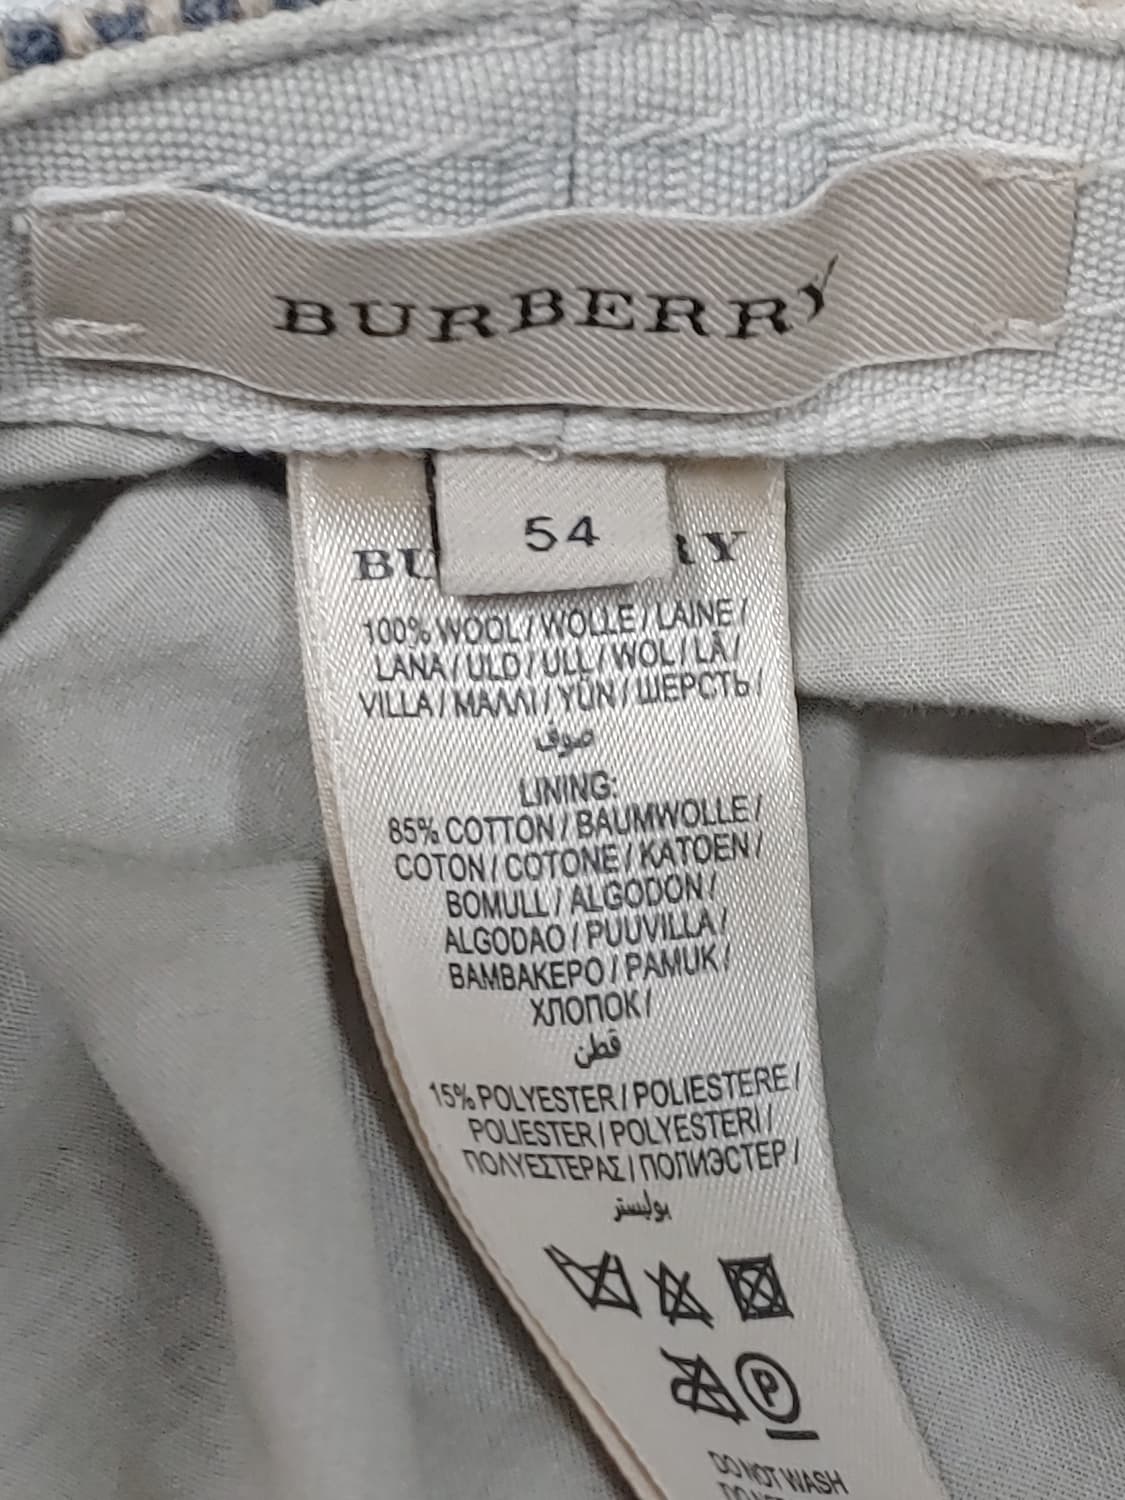 BURBERRY
54
BU RY
100% WOOL / WOLLE / LAINE /
LANA / ULD / ULL / WOL / LÃ /
VILLA / ΜΑΛΛΙ / YÜN / ШЕРСТЬ /
صوف
LINING:
85% COTTON / BAUMWOLLE /
COTON / COTONE / KATOEN /
BOMULL / ALGODON /
ALGODAO / PUUVILLA /
ΒΑΜΒΑΚΕΡΟ / PAMUK /
ХЛОПОК /
قطن
15% POLYESTER / POLIESTERE /
POLIESTER / POLYESTERI /
ΠΟΛΥΕΣΤΕΡΑΣ / ПОЛИЭСТЕР /
بوليستر
P
DO NOT WASH